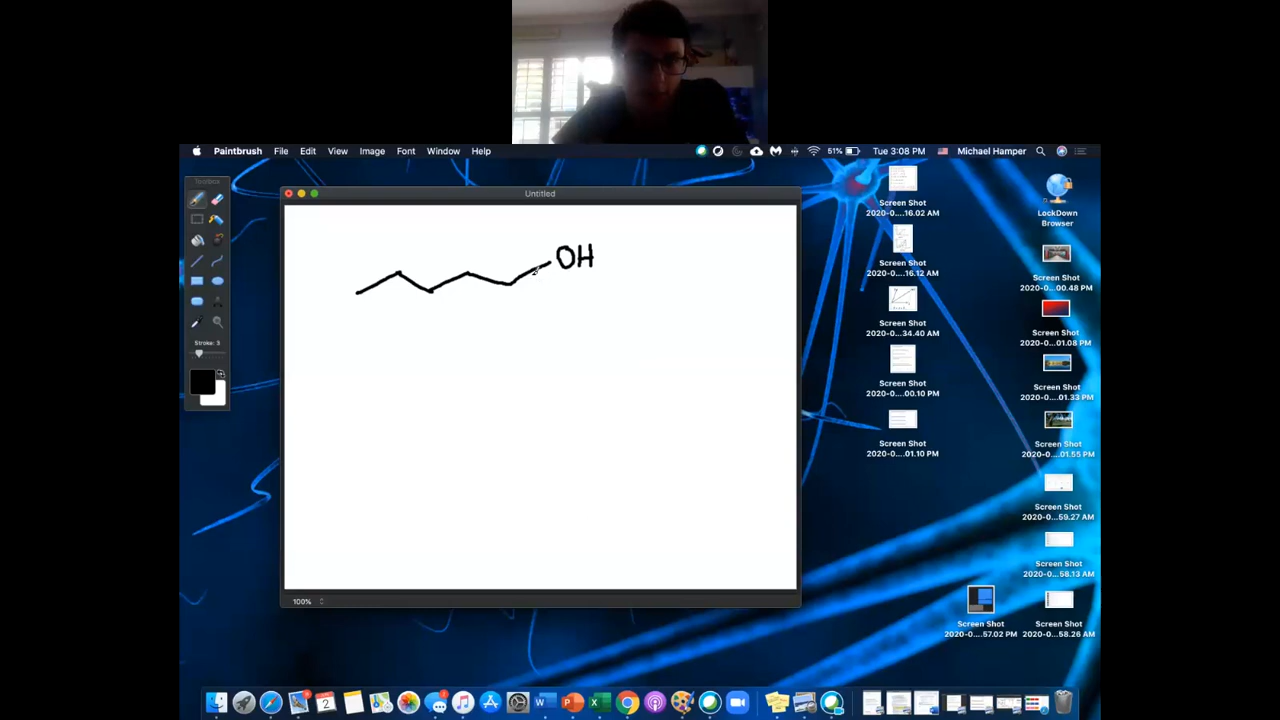 Paintbrush File Edit View Image Font Window Help 51% Tue 3:08 PM Michael Hamper
Toolbox
Untitled
OH
Stroke: 3
100%
Screen Shot
2020-0....16.02 AM
Screen Shot
2020-0....16.12 AM
Screen Shot
2020-0....34.40 AM
Screen Shot
2020-0....00.10 PM
Screen Shot
2020-0....01.10 PM
LockDown
Browser
Screen Shot
2020-0....00.48 PM
Screen Shot
2020-0....01.08 PM
Screen Shot
2020-0....01.33 PM
Screen Shot
2020-0....01.55 PM
Screen Shot
2020-0....59.27 AM
Screen Shot
2020-0....58.13 AM
Screen Shot
2020-0....57.02 PM
Screen Shot
2020-0....58.26 AM